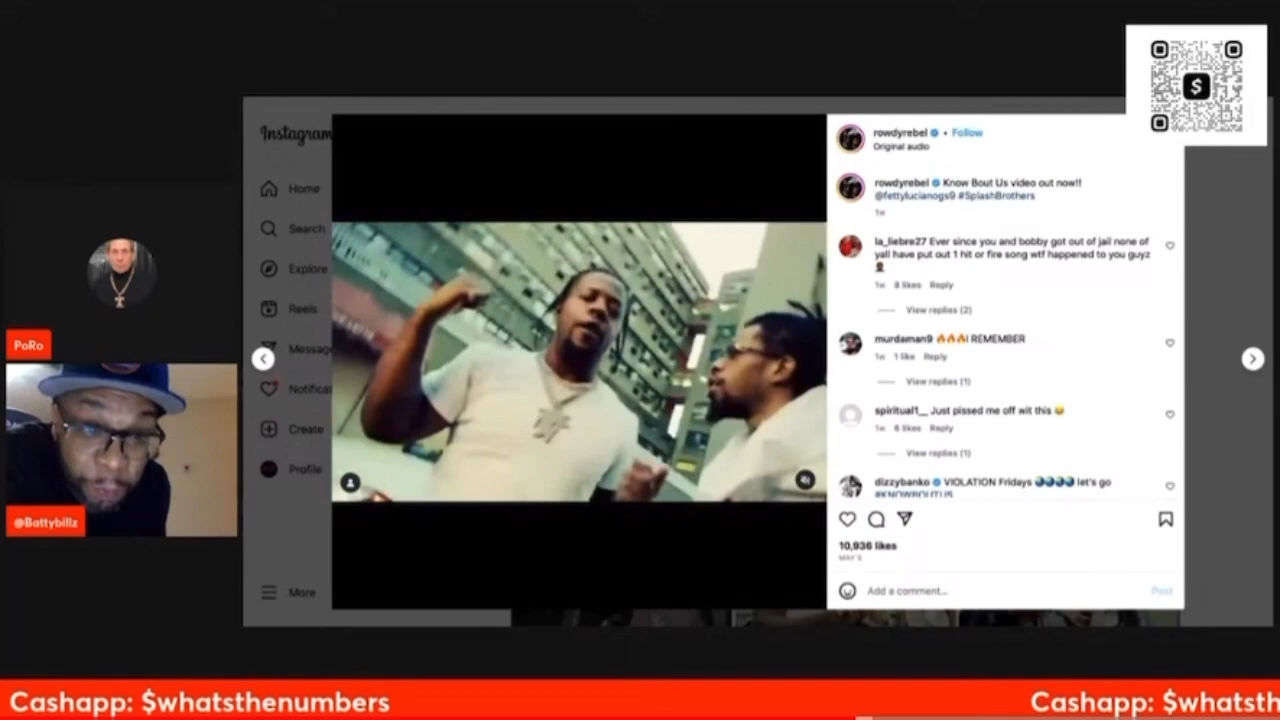 Instagram
Home
Search
Explore
Reels
Message
Notificat
Create
Profile
More
PoRo
@Battybillz
rowdyrebel • Follow
Original audio
rowdyrebel Know Bout Us video out now!!
@fettylucianogs9 #SplashBrothers
1w
la_liebre27 Ever since you and bobby got out of jail none of
yall have put out 1 hit or fire song wtf happened to you guyz
1w 8 likes Reply
View replies (2)
murdaman9 🔥🔥🔥I REMEMBER
1w 1 like Reply
View replies (1)
spiritual1__ Just pissed me off wit this 😂
1w 6 likes Reply
View replies (1)
dizzybanko VIOLATION Fridays 🌎🌎🌎🌎 let's go
#KNOWBOUTUS
10,936 likes
MAY 5
Add a comment...
Post
$
Cashapp: $whatsthenumbers
Cashapp: $whatsth